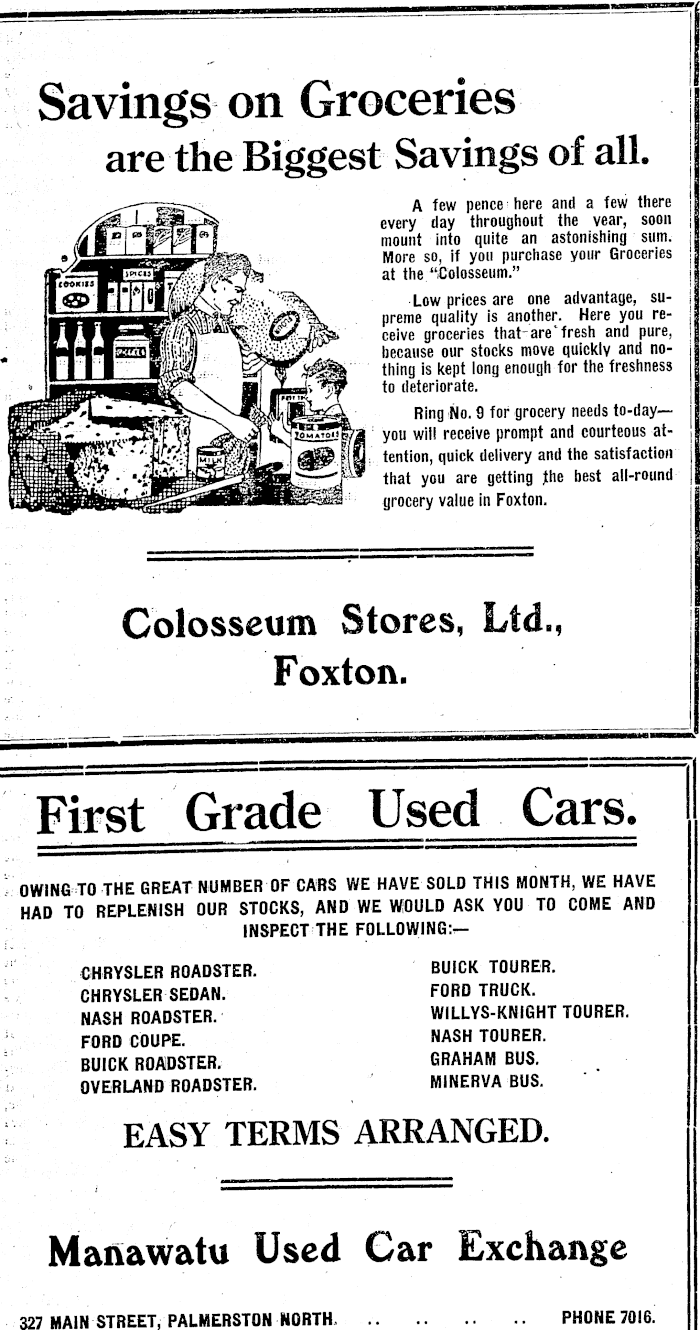 Savings on Groceries
are the Biggest Savings of all.
COOKIES
SPICES
TOMATOES
A few pence here and a few there
every day throughout the year, soon
mount into quite an astonishing sum.
More so, if you purchase your Groceries
at the "Colosseum."
Low prices are one advantage, su-
preme quality is another. Here you re-
ceive groceries that are fresh and pure,
because our stocks move quickly and no-
thing is kept long enough for the freshness
to deteriorate.
Ring No. 9 for grocery needs to-day—
you will receive prompt and courteous at-
tention, quick delivery and the satisfaction
that you are getting the best all-round
grocery value in Foxton.
Colosseum Stores, Ltd.,
Foxton.
First Grade Used Cars.
OWING TO THE GREAT NUMBER OF CARS WE HAVE SOLD THIS MONTH, WE HAVE
HAD TO REPLENISH OUR STOCKS, AND WE WOULD ASK YOU TO COME AND
INSPECT THE FOLLOWING:—
CHRYSLER ROADSTER.
CHRYSLER SEDAN.
NASH ROADSTER.
FORD COUPE.
BUICK ROADSTER.
OVERLAND ROADSTER.
BUICK TOURER.
FORD TRUCK.
WILLYS-KNIGHT TOURER.
NASH TOURER.
GRAHAM BUS.
MINERVA BUS.
EASY TERMS ARRANGED.
Manawatu Used Car Exchange
327 MAIN STREET, PALMERSTON NORTH. .. .. .. .. PHONE 7016.